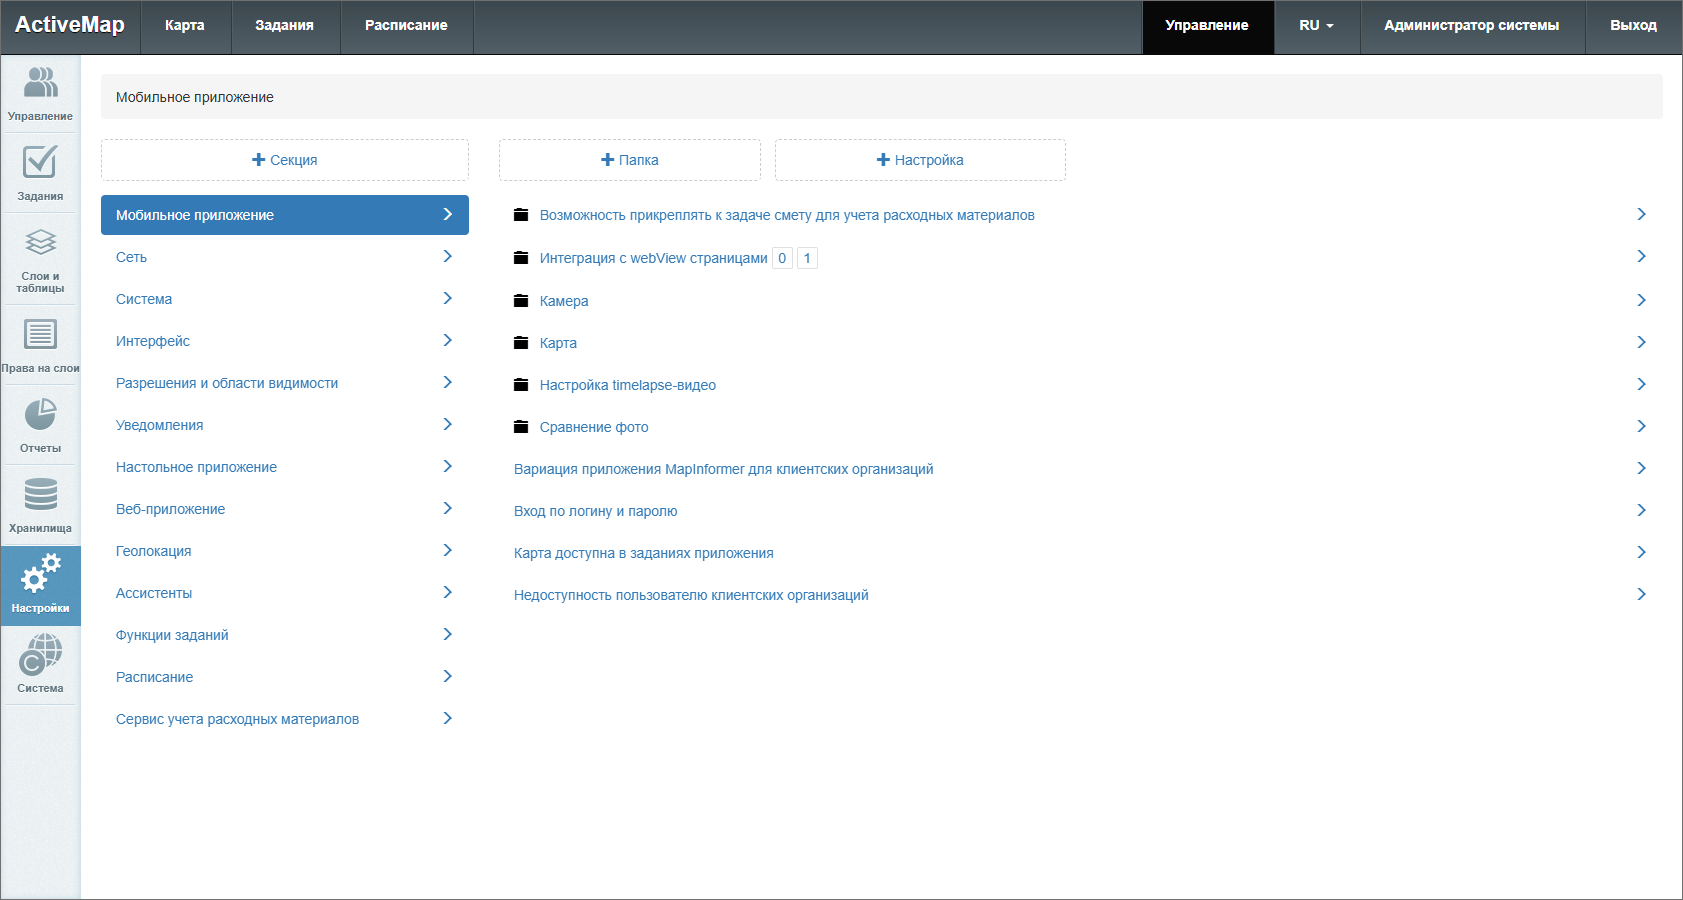 ActiveMap
Карта
Задания
Расписание
Управление
RU
Администратор системы
Выход
Управление
Задания
Слои и
таблицы
Права на слои
Отчеты
Хранилища
Настройки
Система
Мобильное приложение
Секция
Папка
Настройка
Мобильное приложение
Сеть
Система
Интерфейс
Разрешения и области видимости
Уведомления
Настольное приложение
Веб-приложение
Геолокация
Ассистенты
Функции заданий
Расписание
Сервис учета расходных материалов
Возможность прикреплять к задаче смету для учета расходных материалов
Интеграция с webView страницами 0 1
Камера
Карта
Настройка timelapse-видео
Сравнение фото
Вариация приложения MapInformer для клиентских организаций
Вход по логину и паролю
Карта доступна в заданиях приложения
Недоступность пользователю клиентских организаций